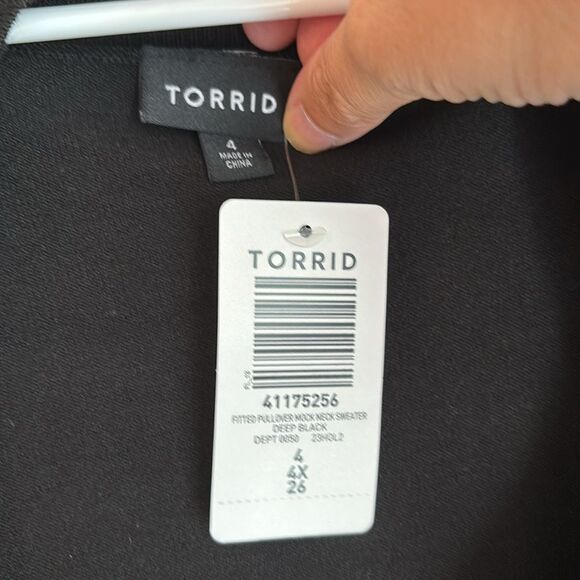 TORRID
4
MADE IN
CHINA
TORRID
41175256
FITTED PULLOVER MOCK NECK SWEATER
DEEP BLACK
DEPT 0050 23HOL2
4
4X
26